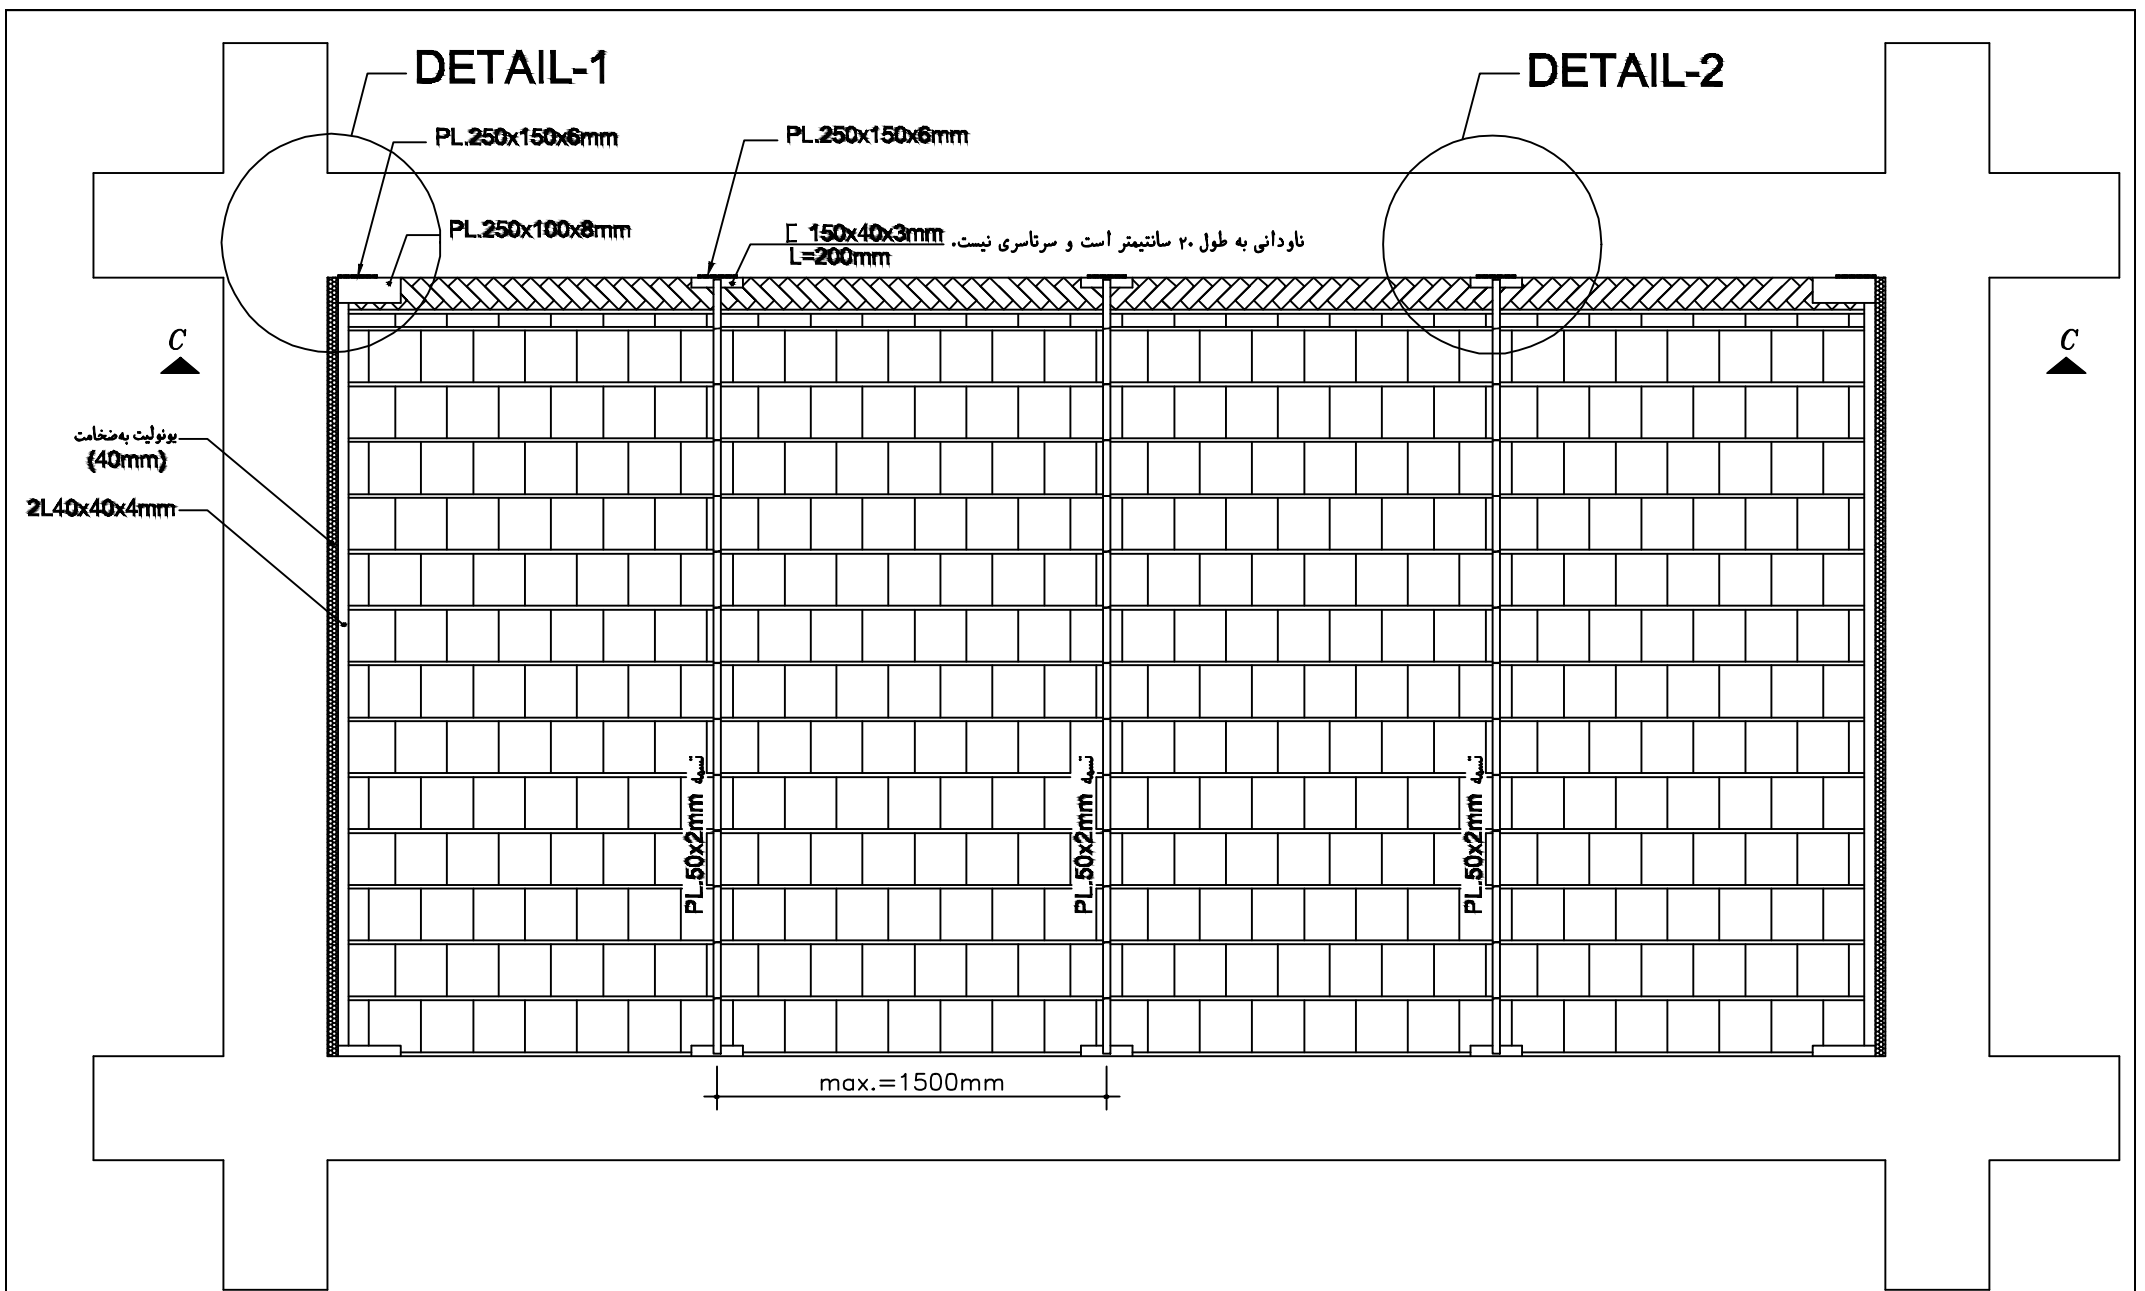 DETAIL-1
DETAIL-2
PL.250x150x6mm
PL.250x150x6mm
PL.250x100x8mm
150x40x3mm
L=200mm
ناودانی به طول ۲۰ سانتیمتر است و سرتاسری نیست.
C
C
یونولیت به ضخامت
(40mm)
2L40x40x4mm
PL.50x2mm تسمه
PL.50x2mm تسمه
PL.50x2mm تسمه
max.=1500mm